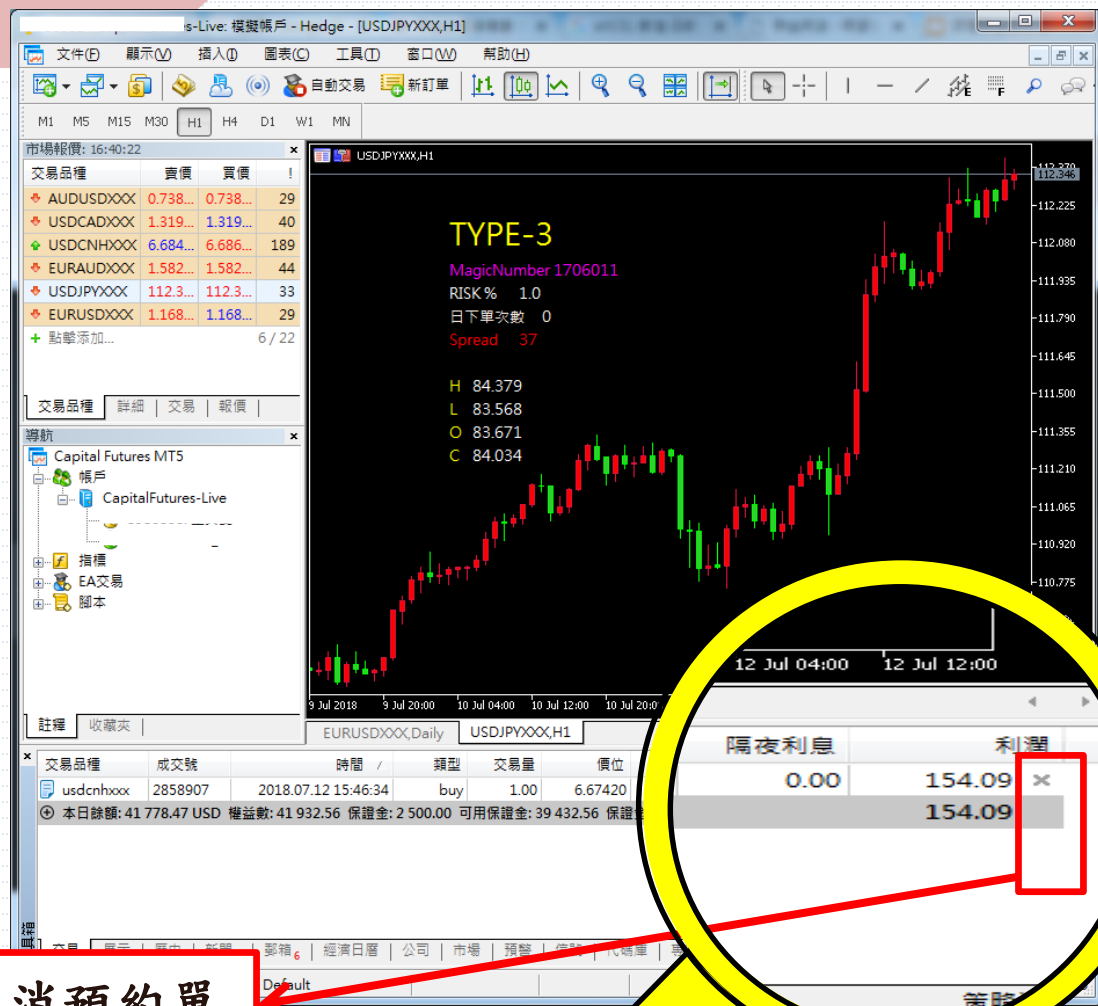 s-Live: 模擬帳戶 - Hedge - [USDJPYXXX,H1]
文件(F) 顯示(V) 插入(I) 圖表(C) 工具(T) 窗口(W) 幫助(H)
自動交易 新訂單
M1 M5 M15 M30 H1 H4 D1 W1 MN
市場報價: 16:40:22
交易品種 賣價 買價 !
AUDUSDXXX 0.738... 0.738... 29
USDCADXXX 1.319... 1.319... 40
USDCNHXXX 6.684... 6.686... 189
EURAUDXXX 1.582... 1.582... 44
USDJPYXXX 112.3... 112.3... 33
EURUSDXXX 1.168... 1.168... 29
+ 點擊添加... 6 / 22
交易品種 | 詳細 | 交易 | 報價 |
導航
Capital Futures MT5
帳戶
CapitalFutures-Live
指標
EA交易
腳本
註釋 | 收藏夾 |
USDJPYXXX,H1
TYPE-3
MagicNumber 1706011
RISK % 1.0
日下單次數 0
Spread 37
H 84.379
L 83.568
O 83.671
C 84.034
112.370
112.346
112.225
112.080
111.935
111.790
111.645
111.500
111.355
111.210
111.065
110.920
110.775
9 Jul 2018 9 Jul 20:00 10 Jul 04:00 10 Jul 12:00 10 Jul 20:0
12 Jul 04:00 12 Jul 12:00
EURUSDXXX,Daily USDJPYXXX,H1
交易品種 成交號 時間 / 類型 交易量 價位
usdcnhxxx 2858907 2018.07.12 15:46:34 buy 1.00 6.67420
本日餘額: 41 778.47 USD 權益數: 41 932.56 保證金: 2 500.00 可用保證金: 39 432.56 保證金
隔夜利息 利潤
0.00 154.09 ×
154.09
工具箱
郵箱6 | 經濟日曆 | 公司 | 市場 | 預警 | 信號 | 代碼庫
Default
消預約單